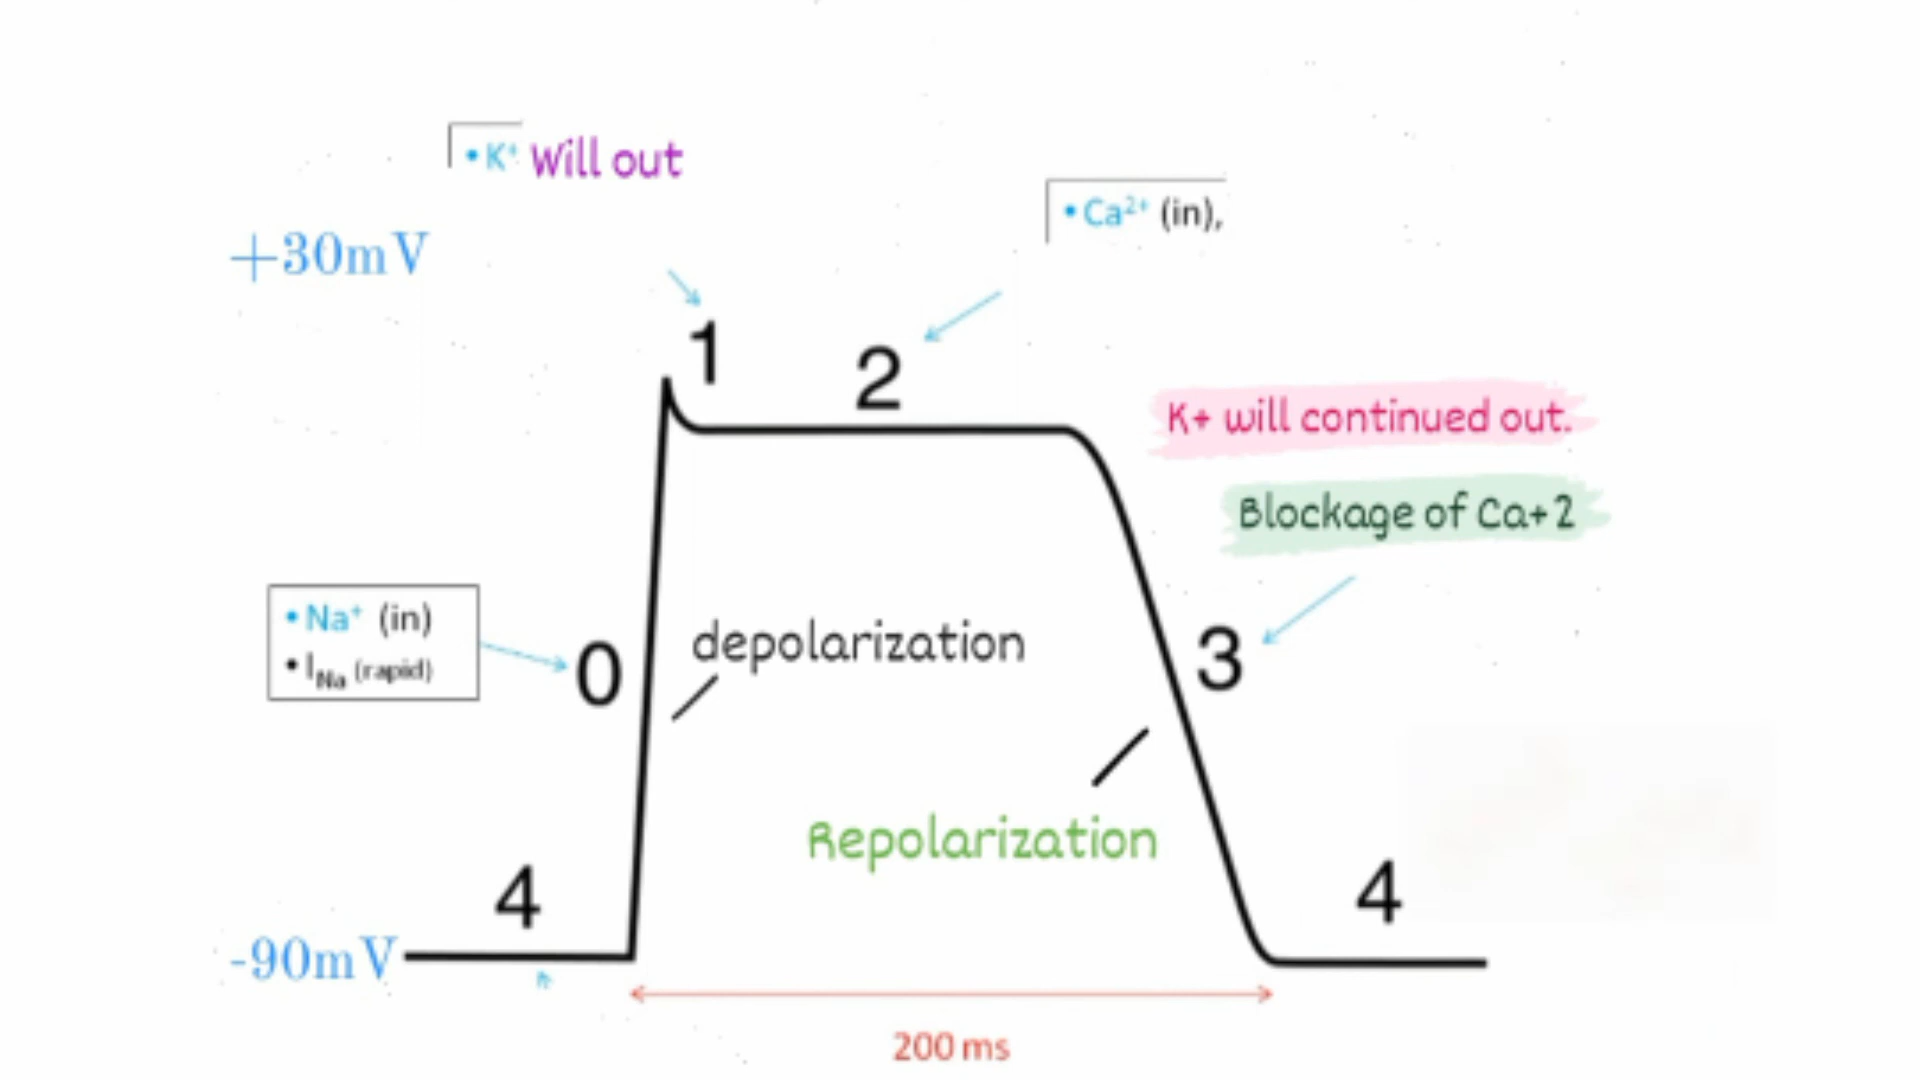 • K⁺ Will out
• Ca²⁺ (in),
+30mV
1
2
K+ will continued out.
Blockage of Ca+2
• Na⁺ (in)
• I_Na (rapid)
0
depolarization
3
Repolarization
4
4
-90mV
200 ms